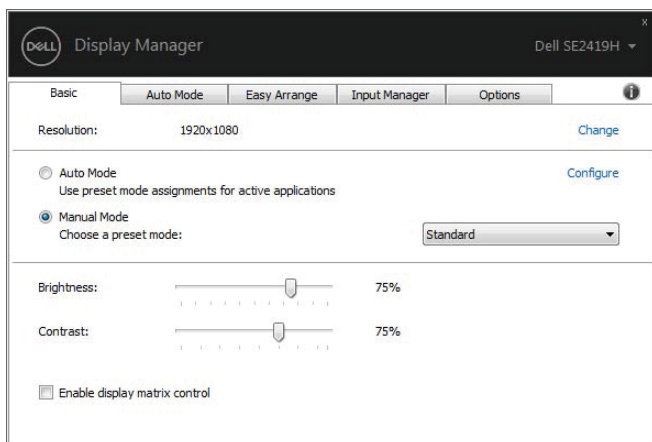 DELL Display Manager Dell SE2419H
x
Basic Auto Mode Easy Arrange Input Manager Options i
Resolution: 1920x1080 Change
Auto Mode Configure
Use preset mode assignments for active applications
Manual Mode
Choose a preset mode: Standard
Brightness: 75%
Contrast: 75%
Enable display matrix control